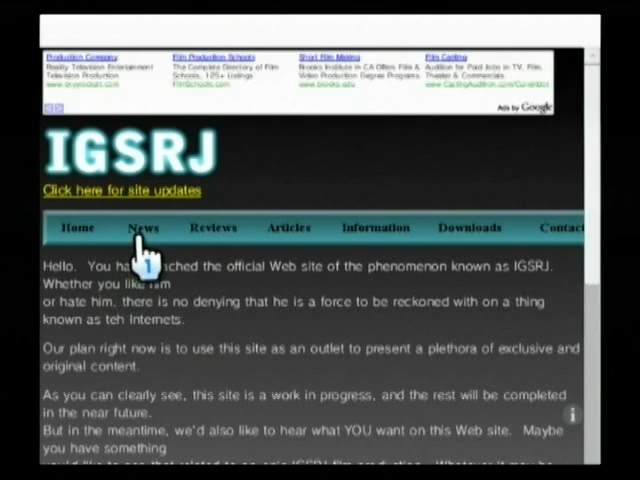 Production Company
Reality Television Entertainment
Television Production
Film Production Schools
The Complete Directory of Film
Schools, 125+ Listings
FilmSchools.com
Short Film Making
Brooks Institute in CA Offers Film &
Video Production Degree Programs.
www.brooks.edu
Film Casting
Audition for Paid Jobs in TV, Film,
Theater & Commercials.
Ads by Google
IGSRJ
Click here for site updates
Home News Reviews Articles Information Downloads Contac
1
Hello. You ha ched the official Web site of the phenomenon known as IGSRJ.
Whether you like him
or hate him, there is no denying that he is a force to be reckoned with on a thing
known as teh Internets.
Our plan right now is to use this site as an outlet to present a plethora of exclusive and
original content.
As you can clearly see, this site is a work in progress, and the rest will be completed
in the near future.
But in the meantime, we'd also like to hear what YOU want on this Web site. Maybe
you have something